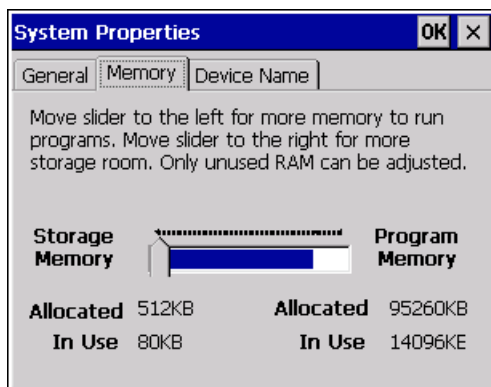 System Properties OK ×
General Memory Device Name
Move slider to the left for more memory to run
programs. Move slider to the right for more
storage room. Only unused RAM can be adjusted.
Storage Program
Memory Memory
Allocated 512KB Allocated 95260KB
In Use 80KB In Use 14096KE